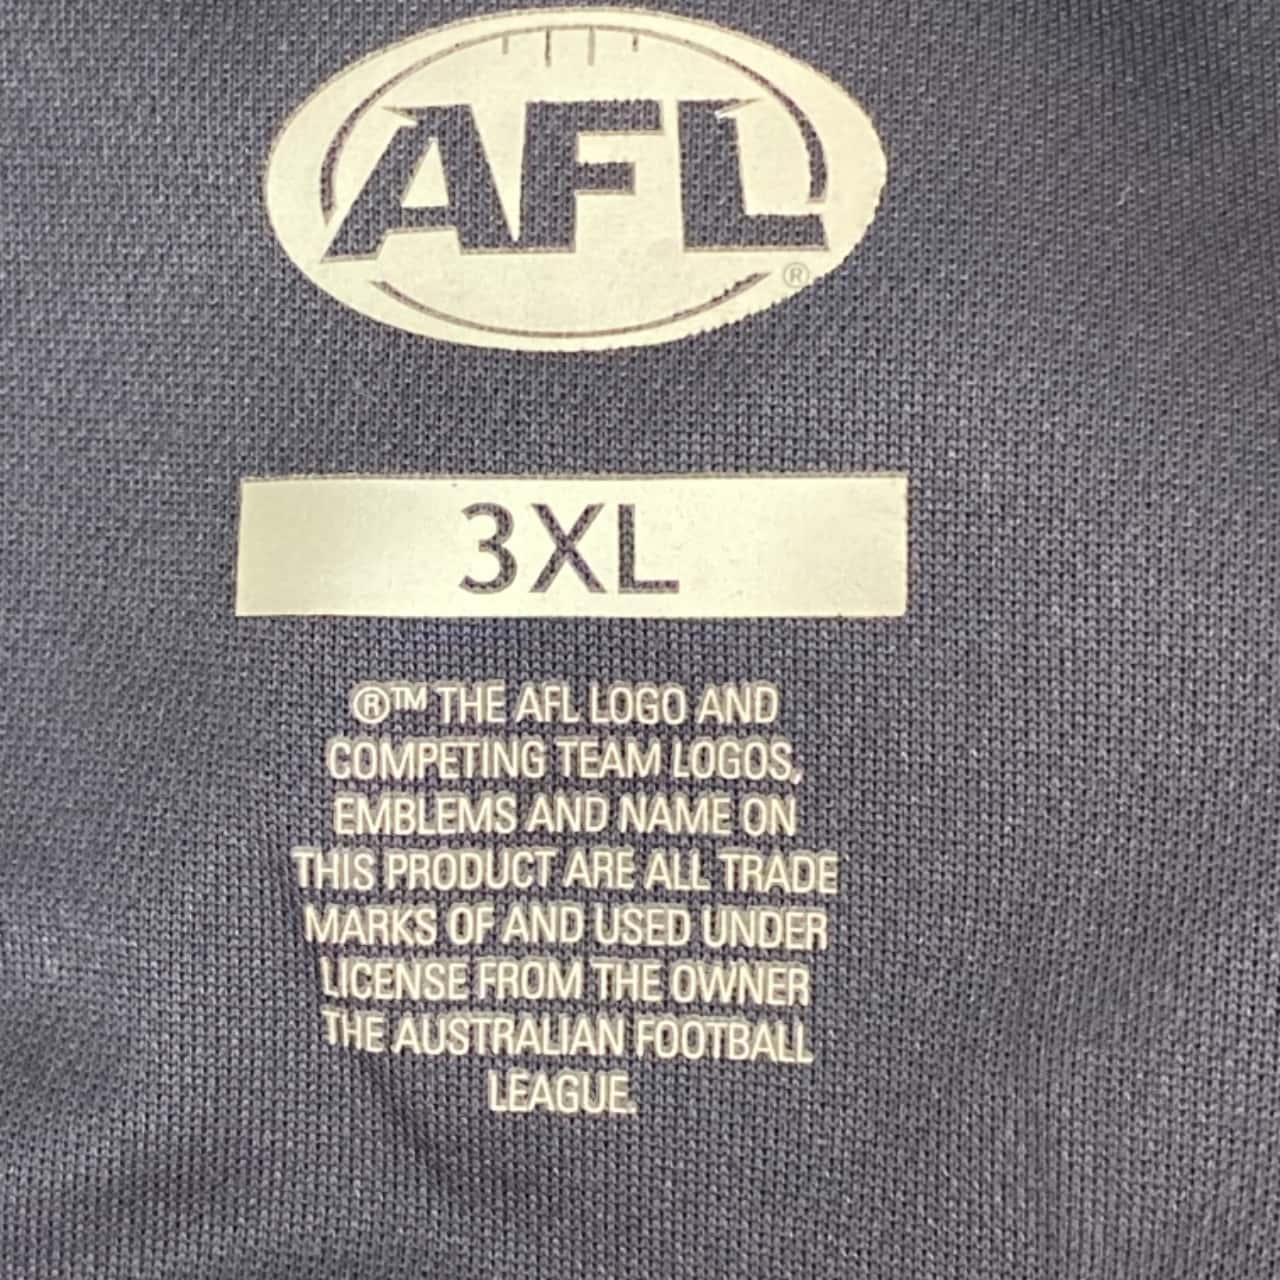 AFL
®
3XL
®™ THE AFL LOGO AND
COMPETING TEAM LOGOS,
EMBLEMS AND NAME ON
THIS PRODUCT ARE ALL TRADE
MARKS OF AND USED UNDER
LICENSE FROM THE OWNER
THE AUSTRALIAN FOOTBALL
LEAGUE.